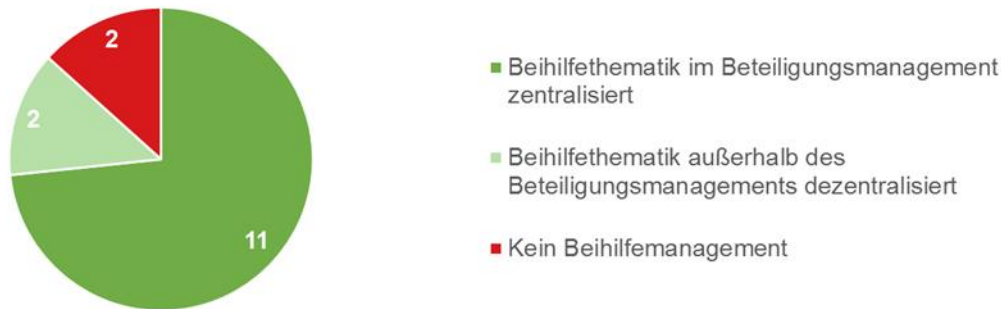 2
2
11
Beihilfethematik im Beteiligungsmanagement
zentralisiert
Beihilfethematik außerhalb des
Beteiligungsmanagements dezentralisiert
Kein Beihilfemanagement